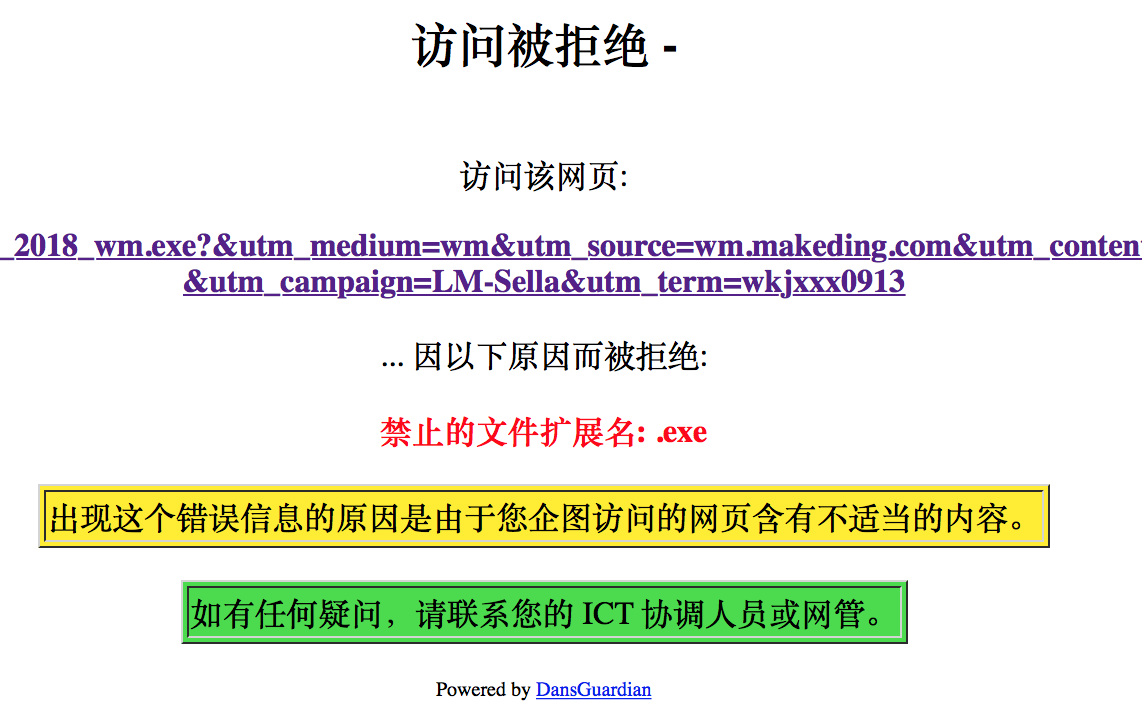 访问被拒绝 -
访问该网页:
_2018_wm.exe?&utm_medium=wm&utm_source=wm.makeding.com&utm_conten
&utm_campaign=LM-Sella&utm_term=wkjxxx0913
... 因以下原因而被拒绝:
禁止的文件扩展名: .exe
出现这个错误信息的原因是由于您企图访问的网页含有不适当的内容。
如有任何疑问，请联系您的 ICT 协调人员或网管。
Powered by DansGuardian